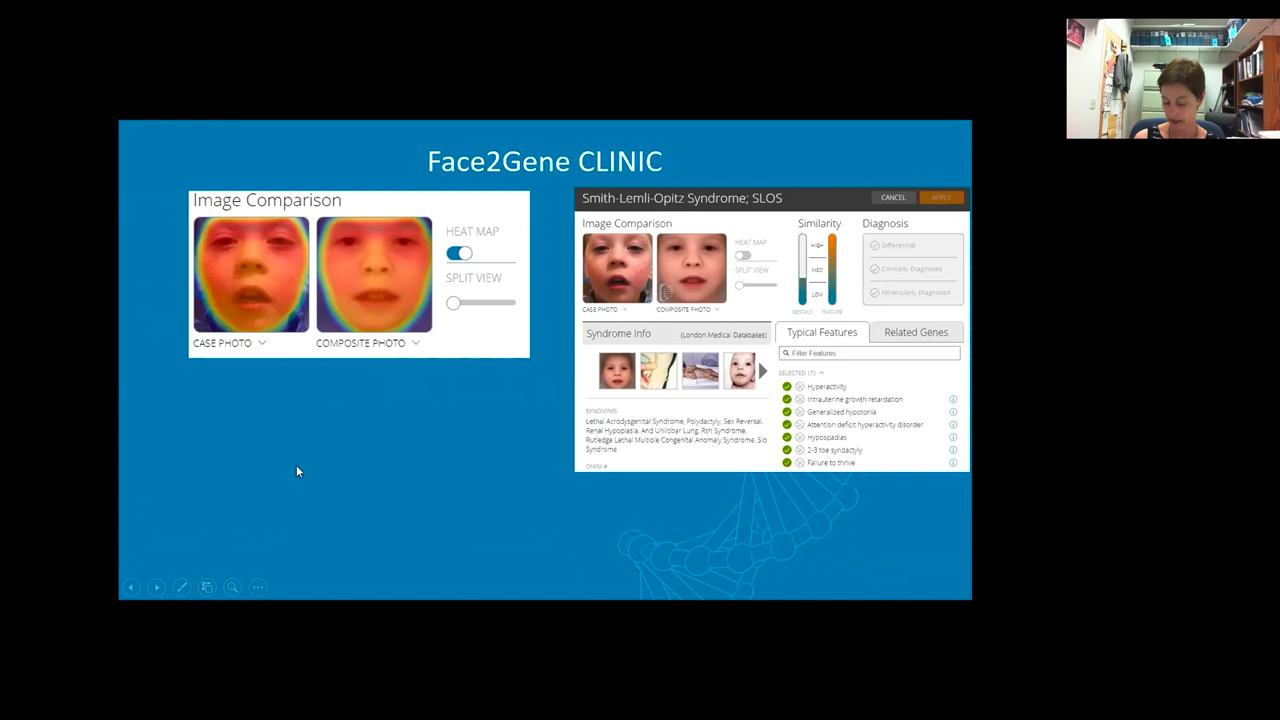 Face2Gene CLINIC
Image Comparison
HEAT MAP
SPLIT VIEW
CASE PHOTO
COMPOSITE PHOTO
Smith-Lemli-Opitz Syndrome; SLOS
CANCEL
APPLY
Image Comparison
HEAT MAP
SPLIT VIEW
CASE PHOTO
COMPOSITE PHOTO
Similarity
HIGH
MED
LOW
GESTALT
FEATURE
Diagnosis
Differential
Clinically Diagnosed
Molecularly Diagnosed
Syndrome Info
(London Medical Databases)
SYNONYMS
Lethal Acrodysgenital Syndrome, Polydactyly, Sex Reversal,
Renal Hypoplasia, And Unilobar Lung, Rsh Syndrome,
Rutledge Lethal Multiple Congenital Anomaly Syndrome, Slo
Syndrome
OMIM #
Typical Features
Related Genes
Filter Features
SELECTED (7)
Hyperactivity
Intrauterine growth retardation
Generalized hypotonia
Attention deficit hyperactivity disorder
Hypospadias
2-3 toe syndactyly
Failure to thrive